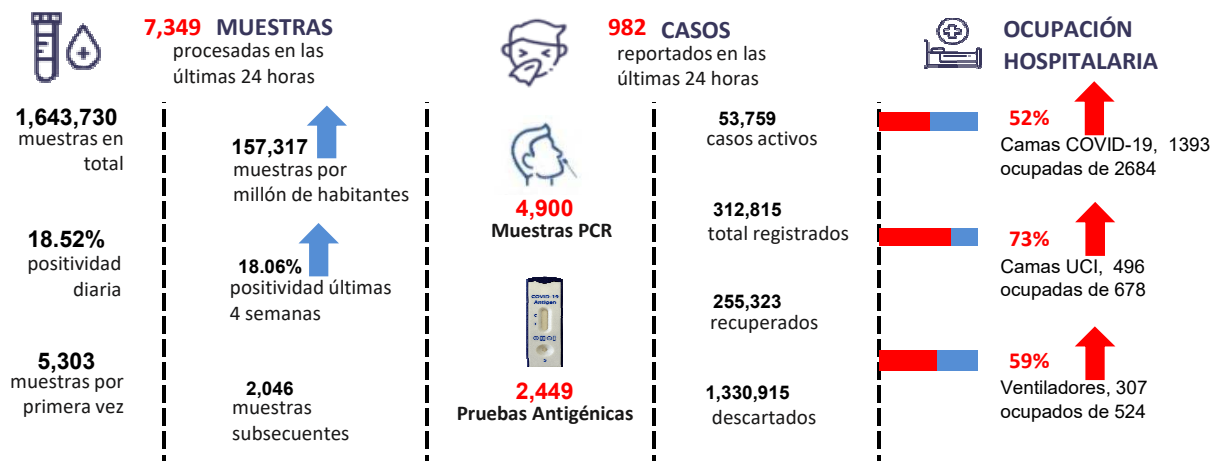 7,349 MUESTRAS
procesadas en las
últimas 24 horas
1,643,730
muestras en
total
157,317
muestras por
millón de habitantes
18.52%
positividad
diaria
18.06%
positividad últimas
4 semanas
5,303
muestras por
primera vez
2,046
muestras
subsecuentes
982 CASOS
reportados en las
últimas 24 horas
4,900
Muestras PCR
COVID-19
Antigen
C
T
S
2,449
Pruebas Antigénicas
53,759
casos activos
312,815
total registrados
255,323
recuperados
1,330,915
descartados
OCUPACIÓN
HOSPITALARIA
52%
Camas COVID-19, 1393
ocupadas de 2684
73%
Camas UCI, 496
ocupadas de 678
59%
Ventiladores, 307
ocupados de 524